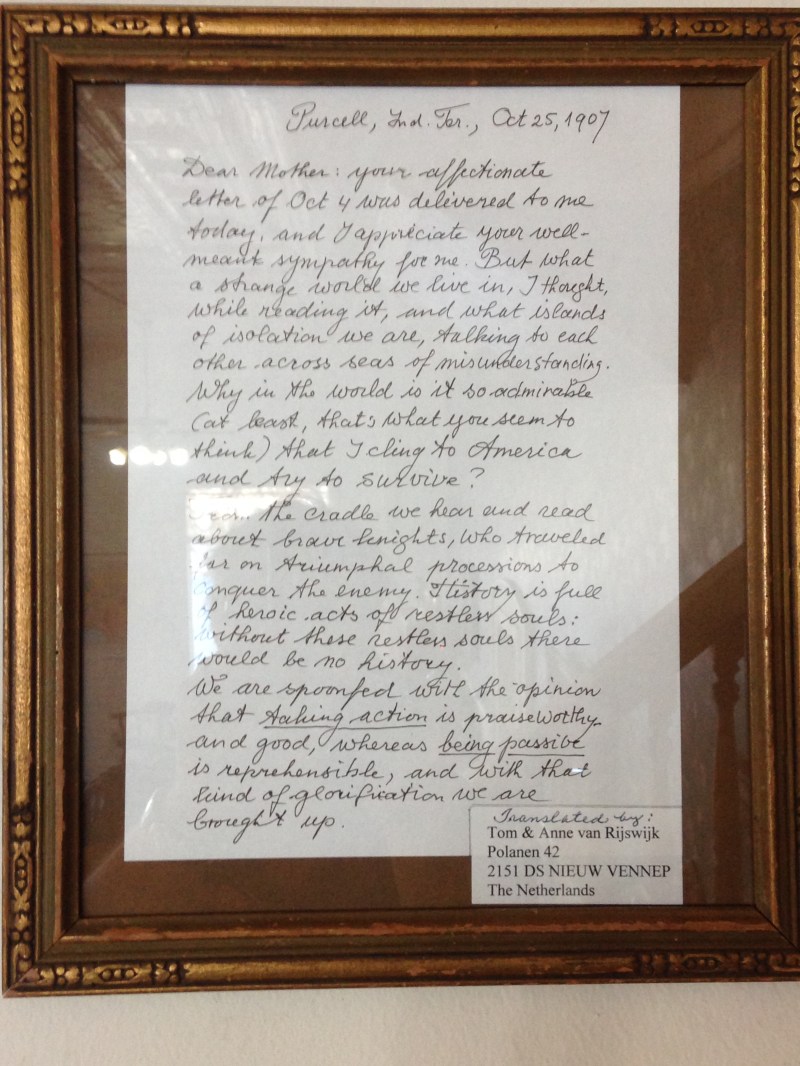 Purcell, Ind. Ter., Oct 25, 1907
Dear Mother: your affectionate
letter of Oct 4 was delivered to me
today, and I appreciate your well-
meant sympathy for me. But what
a strange world we live in, I thought,
while reading it, and what islands
of isolation we are, talking to each
other across seas of misunderstanding.
Why in the world is it so admirable
(at least, that's what you seem to
think) that I cling to America
and try to survive?
From the cradle we hear and read
about brave knights, who traveled
far on triumphal processions to
conquer the enemy. History is full
of heroic acts of restless souls:
without these restless souls there
would be no history.
We are spoonfed with the opinion
that taking action is praiseworthy
and good, whereas being passive
is reprehensible, and with that
kind of glorification we are
brought up.
Translated by:
Tom & Anne van Rijswijk
Polanen 42
2151 DS NIEUW VENNEP
The Netherlands